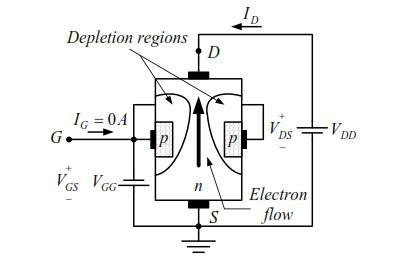 I_D
Depletion regions
D
I_G = 0A
G
p
p
+
V_GS
−
V_GG
+
V_DS
−
V_DD
n
Electron
flow
S